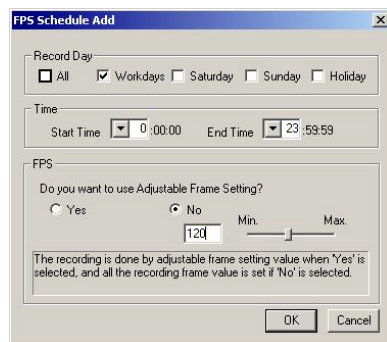 FPS Schedule Add
Record Day
All Workdays Saturday Sunday Holiday
Time
Start Time 0 :00:00 End Time 23 :59:59
FPS
Do you want to use Adjustable Frame Setting?
Yes No Min. Max.
120
The recording is done by adjustable frame setting value when 'Yes' is
selected, and all the recording frame value is set if 'No' is selected.
OK Cancel